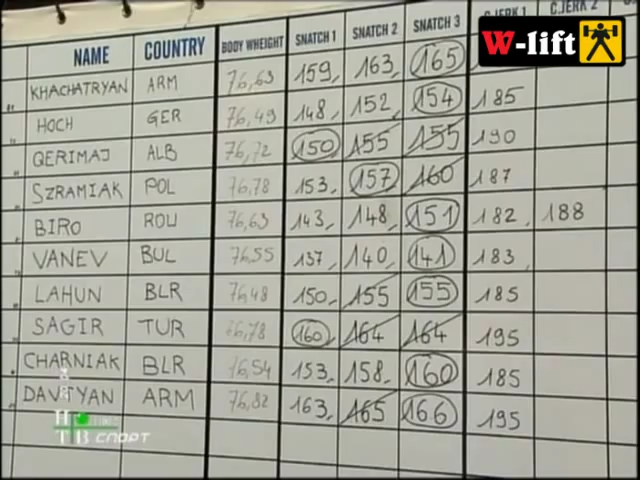 W-lift
NAME COUNTRY BODY WHEIGHT SNATCH 1 SNATCH 2 SNATCH 3 C.JERK 1 C.JERK 2
KHACHATRYAN ARM 76,63 159, 163, 165
HOCH GER 76,49 148, 152, 154 185
QERIMAJ ALB 76,72 150, 155 155 190
SZRAMIAK POL 76,78 153, 157 160 187
BIRO ROU 76,63 143, 148, 151 182, 188
VANEV BUL 76,55 137, 140, 141 183,
LAHUN BLR 76,48 150, 155 155 185
SAGIR TUR 76,78 160, 164 164 195
CHARNIAK BLR 76,54 153, 158, 160 185
DAVTYAN ARM 76,82 163, 165 166 195
НТВ СПОРТ